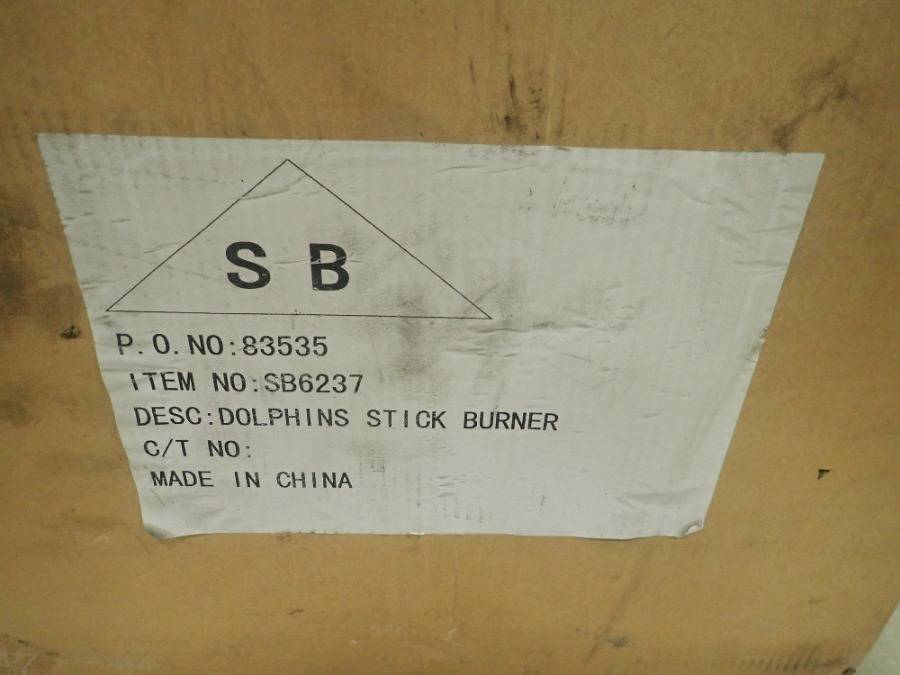 S B
P.O.NO:83535
ITEM NO:SB6237
DESC:DOLPHINS STICK BURNER
C/T NO:
MADE IN CHINA